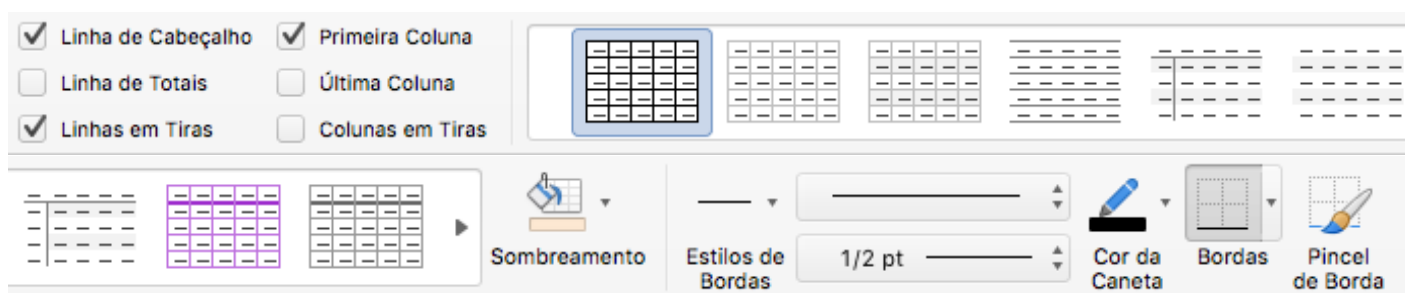 Linha de Cabeçalho
Primeira Coluna
Linha de Totais
Última Coluna
Linhas em Tiras
Colunas em Tiras
Sombreamento
Estilos de
Bordas
1/2 pt
Cor da
Caneta
Bordas
Pincel
de Borda